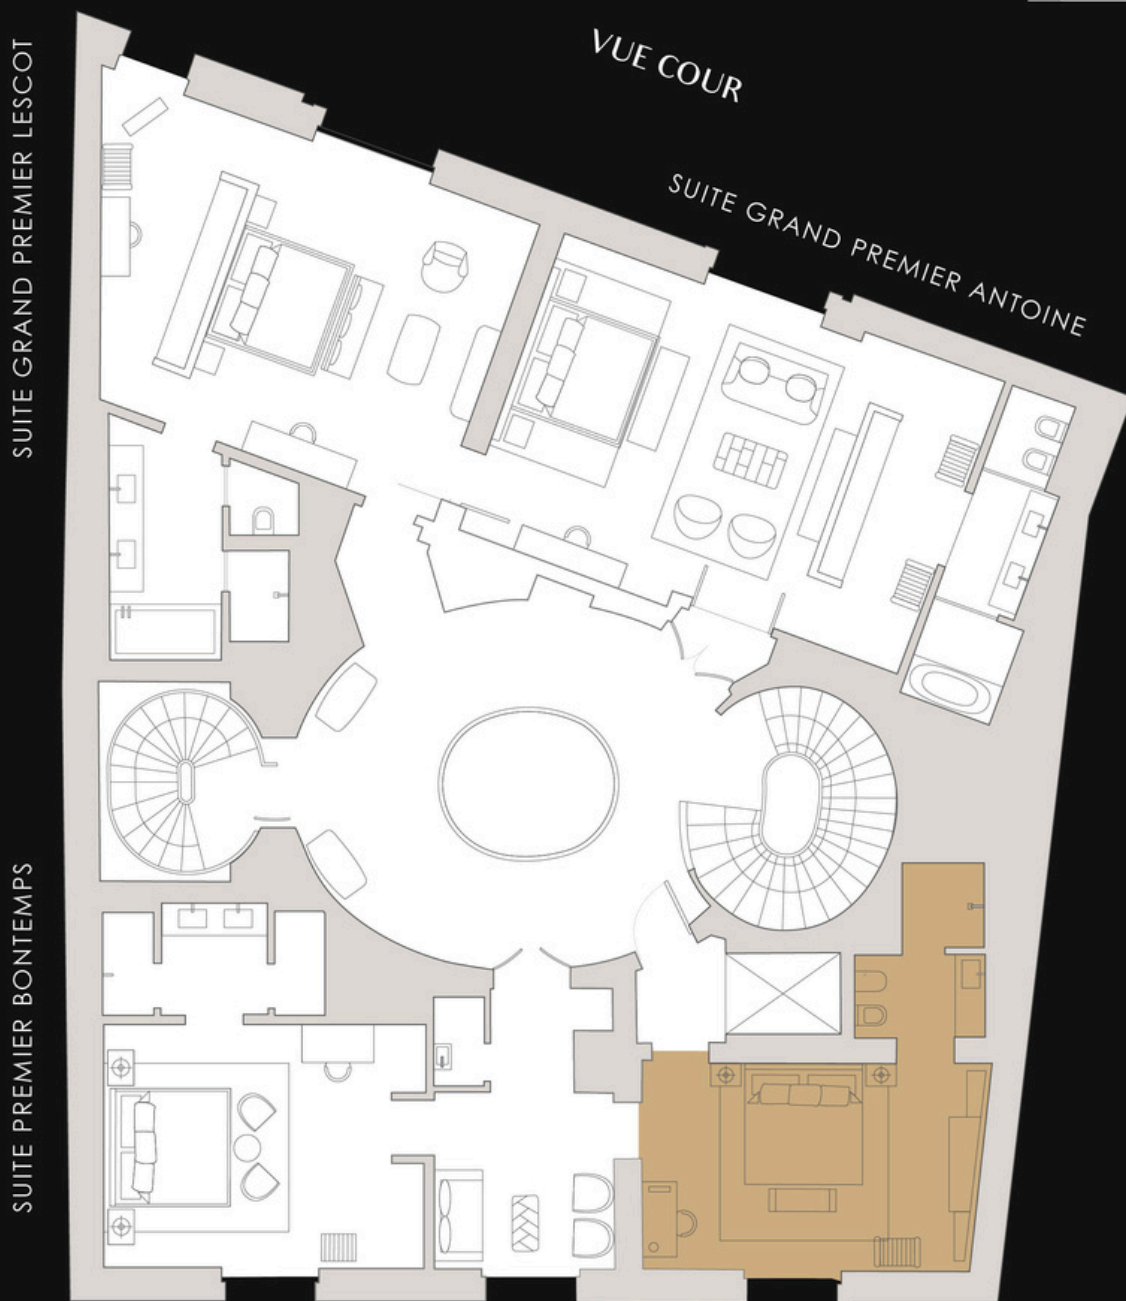 VUE COUR
SUITE GRAND PREMIER LESCOT
SUITE GRAND PREMIER ANTOINE
SUITE PREMIER BONTEMPS